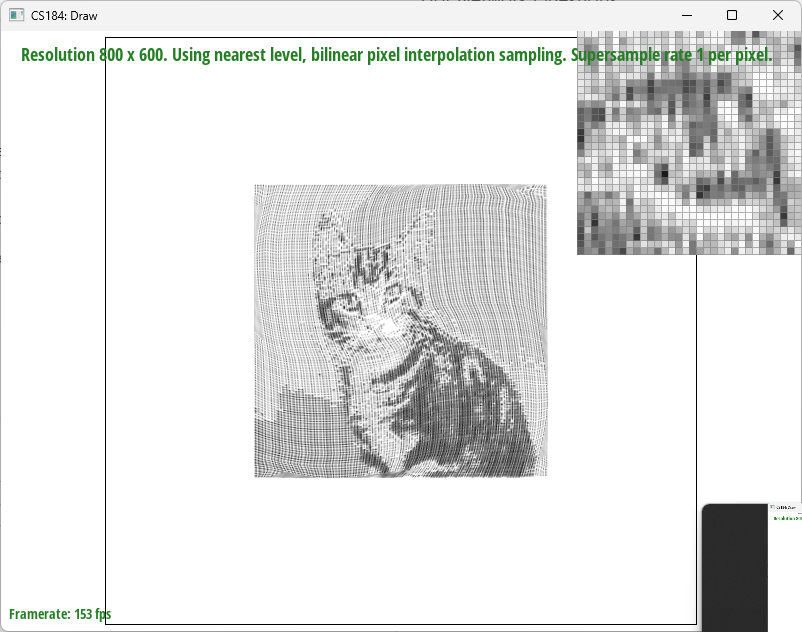 CS184: Draw
Resolution 800 x 600. Using nearest level, bilinear pixel interpolation sampling. Supersample rate 1 per pixel.
Framerate: 153 fps